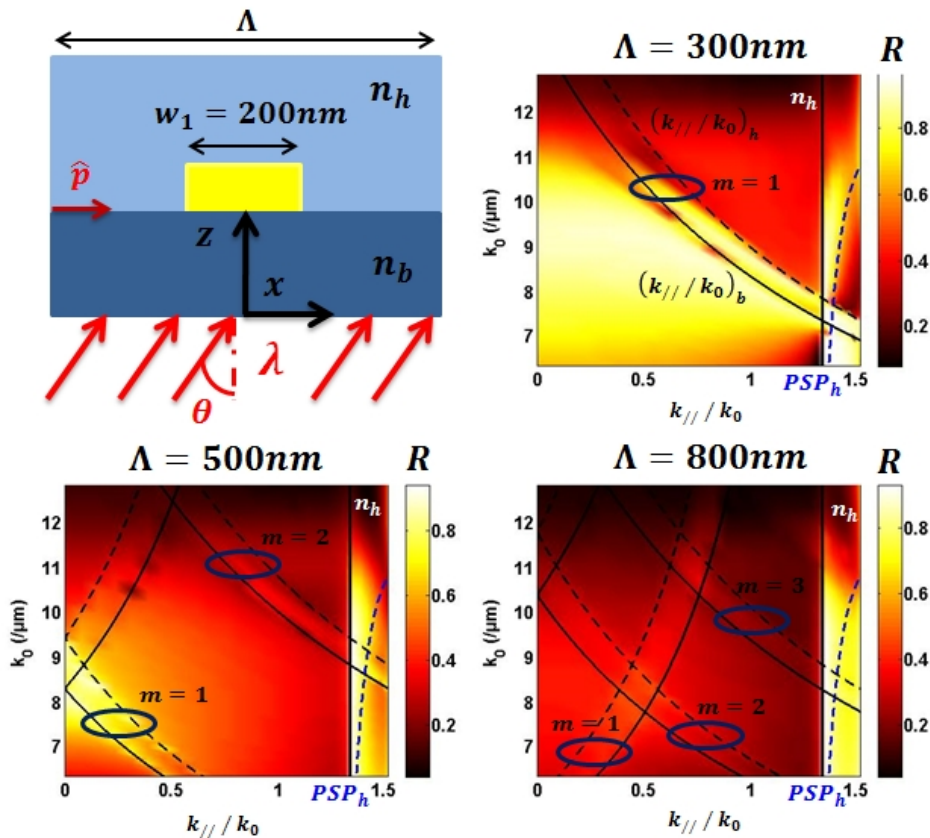 Λ
n_h
w_1 = 200nm
p̂
z
n_b
x
λ
θ
Λ = 300nm R
n_h
(k_{//}/k_0)_h
m = 1
(k_{//}/k_0)_b
k_0 (/µm)
12
11
10
9
8
7
0 0.5 1 1.5
PSP_h
k_{//} / k_0
0.8
0.6
0.4
0.2
Λ = 500nm R
n_h
m = 2
m = 1
k_0 (/µm)
12
11
10
9
8
7
0 0.5 1 1.5
PSP_h
k_{//} / k_0
0.8
0.6
0.4
0.2
Λ = 800nm R
n_h
m = 3
m = 2
m = 1
k_0 (/µm)
12
11
10
9
8
7
0 0.5 1 1.5
PSP_h
k_{//} / k_0
0.8
0.6
0.4
0.2